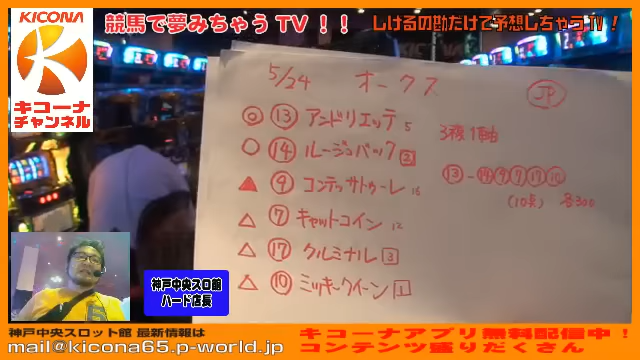 KICONA
キコーナ
チャンネル
競馬で夢みちゃうTV!!
しげるの勘だけで予想しちゃうTV!
5/24 オークス JP
◎ ⑬ アンドリエッテ 5
○ ⑭ ルージュバック 2
▲ ⑨ コンテッサトゥーレ 16
△ ⑦ キャットコイン 12
△ ⑰ クルミナル 3
△ ⑩ ミッキークイーン 1
3複1軸
⑬-⑭⑨⑦⑰⑩
(10点) 各300
神戸中央スロ館
ハード店長
神戸中央スロット館 最新情報は
mail@kicona65.p-world.jp
キコーナアプリ無料配信中!
コンテンツ盛りだくさん